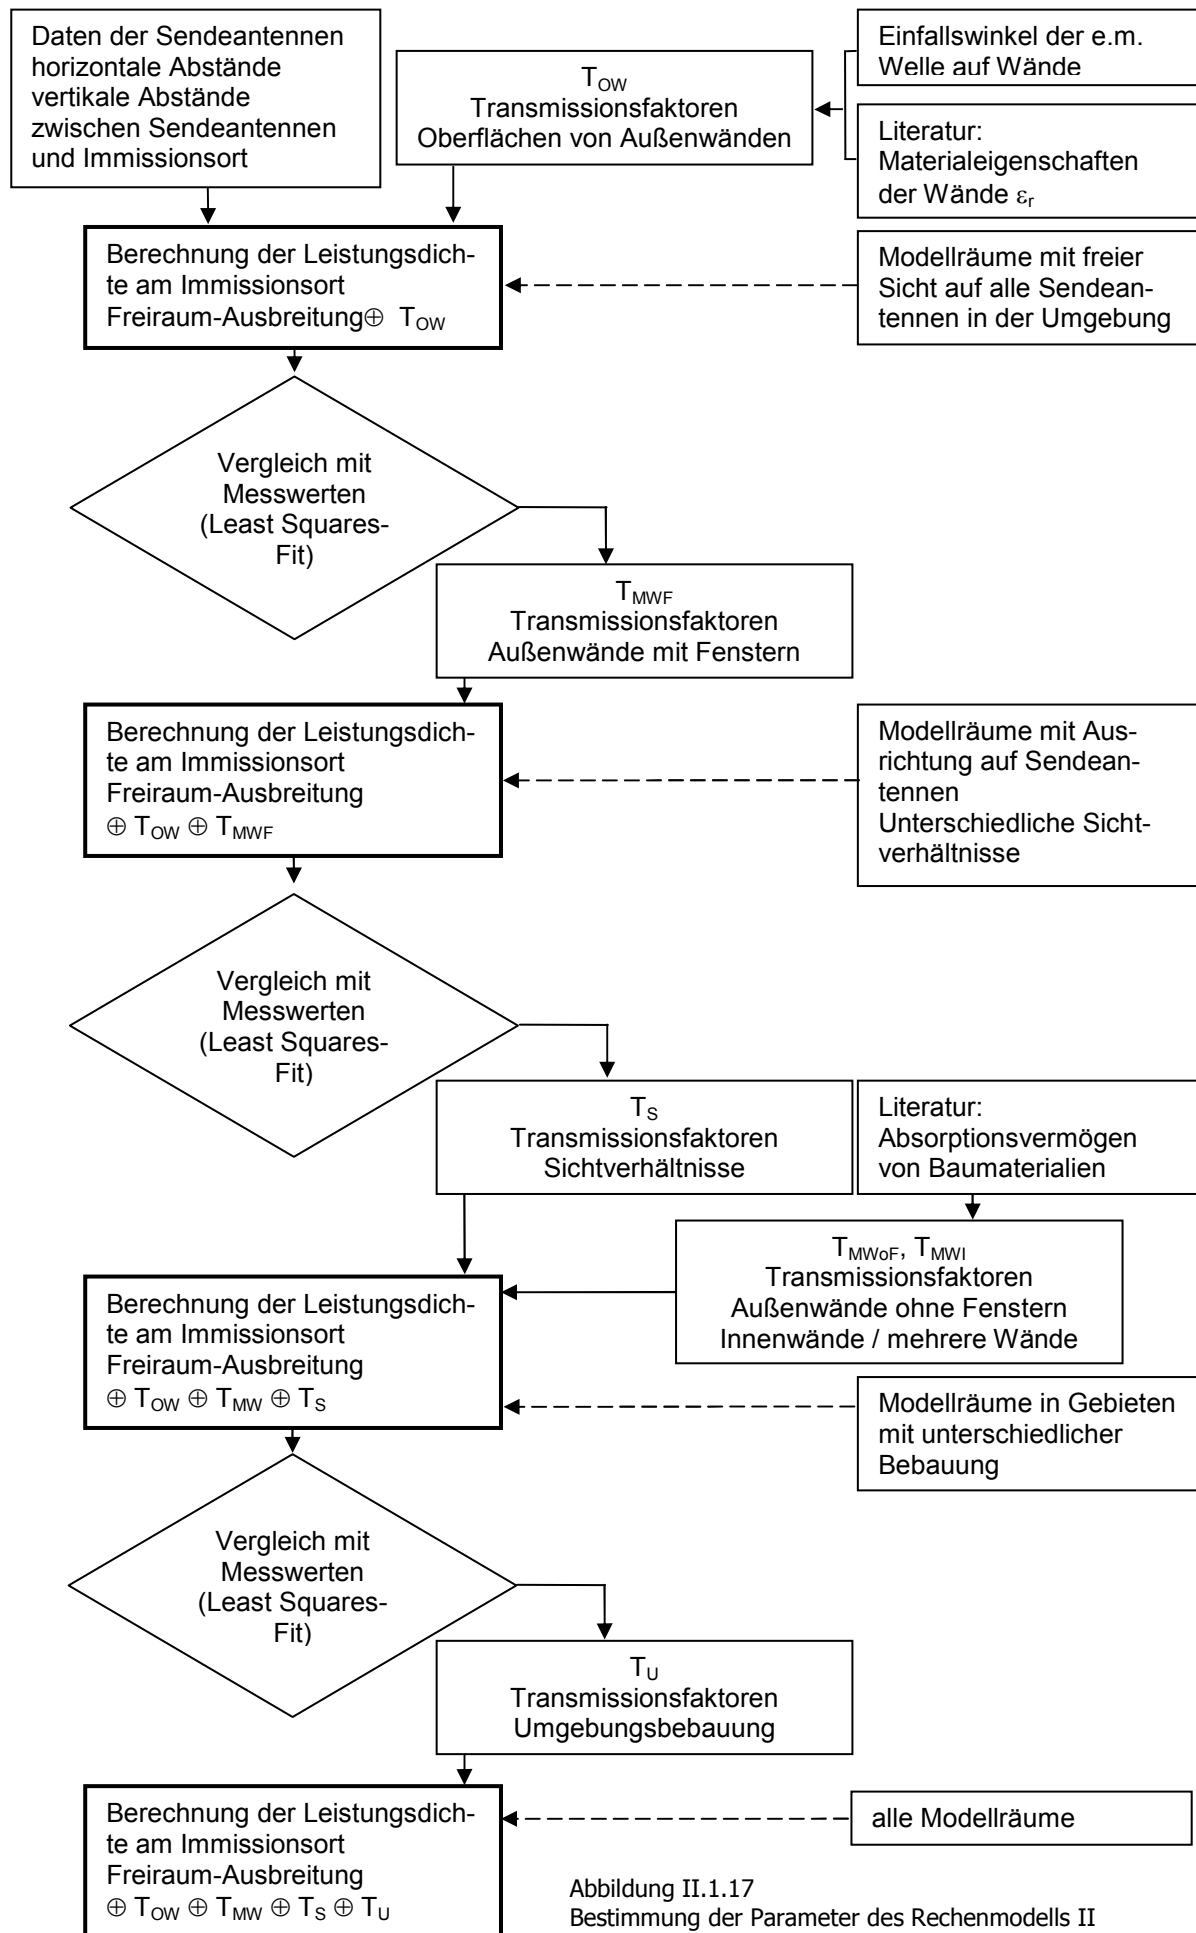 Daten der Sendeantennen
horizontale Abstände
vertikale Abstände
zwischen Sendeantennen
und Immissionsort
T_OW
Transmissionsfaktoren
Oberflächen von Außenwänden
Einfallswinkel der e.m.
Welle auf Wände
Literatur:
Materialeigenschaften
der Wände ε_r
Berechnung der Leistungsdich-
te am Immissionsort
Freiraum-Ausbreitung⊕ T_OW
Modellräume mit freier
Sicht auf alle Sendean-
tennen in der Umgebung
Vergleich mit
Messwerten
(Least Squares-
Fit)
T_MWF
Transmissionsfaktoren
Außenwände mit Fenstern
Berechnung der Leistungsdich-
te am Immissionsort
Freiraum-Ausbreitung
⊕ T_OW ⊕ T_MWF
Modellräume mit Aus-
richtung auf Sendean-
tennen
Unterschiedliche Sicht-
verhältnisse
Vergleich mit
Messwerten
(Least Squares-
Fit)
T_S
Transmissionsfaktoren
Sichtverhältnisse
Literatur:
Absorptionsvermögen
von Baumaterialien
T_MWoF, T_MWI
Transmissionsfaktoren
Außenwände ohne Fenstern
Innenwände / mehrere Wände
Berechnung der Leistungsdich-
te am Immissionsort
Freiraum-Ausbreitung
⊕ T_OW ⊕ T_MW ⊕ T_S
Modellräume in Gebieten
mit unterschiedlicher
Bebauung
Vergleich mit
Messwerten
(Least Squares-
Fit)
T_U
Transmissionsfaktoren
Umgebungsbebauung
Berechnung der Leistungsdich-
te am Immissionsort
Freiraum-Ausbreitung
⊕ T_OW ⊕ T_MW ⊕ T_S ⊕ T_U
alle Modellräume
Abbildung II.1.17
Bestimmung der Parameter des Rechenmodells II